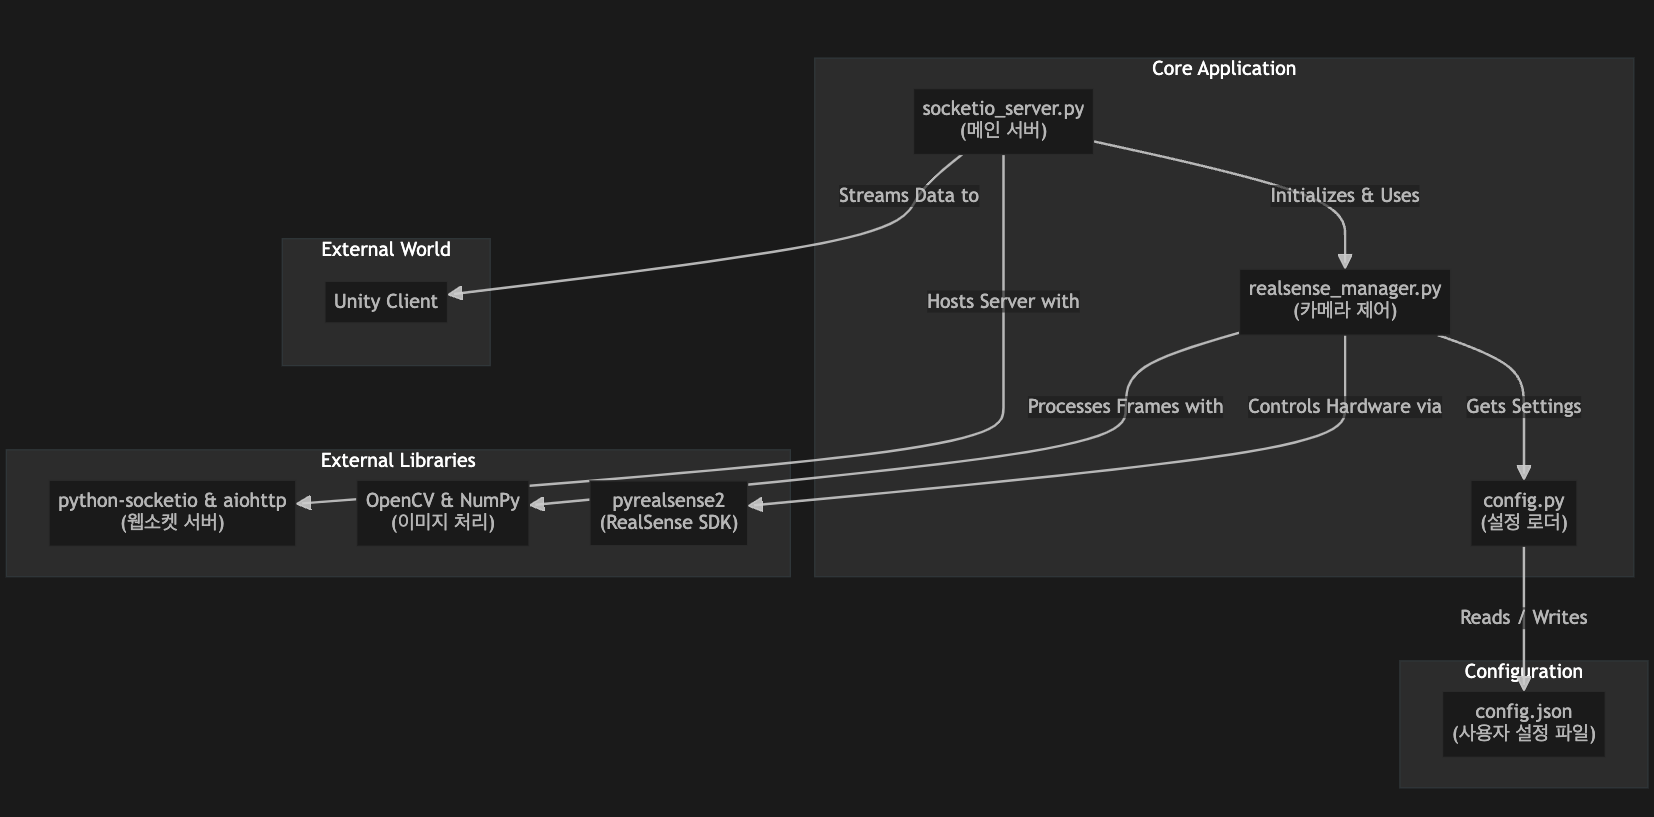 Core Application
socketio_server.py
(메인 서버)
Streams Data to
Initializes & Uses
External World
Unity Client
Hosts Server with
realsense_manager.py
(카메라 제어)
Processes Frames with
Controls Hardware via
Gets Settings
External Libraries
python-socketio & aiohttp
(웹소켓 서버)
OpenCV & NumPy
(이미지 처리)
pyrealsense2
(RealSense SDK)
config.py
(설정 로더)
Reads / Writes
Configuration
config.json
(사용자 설정 파일)